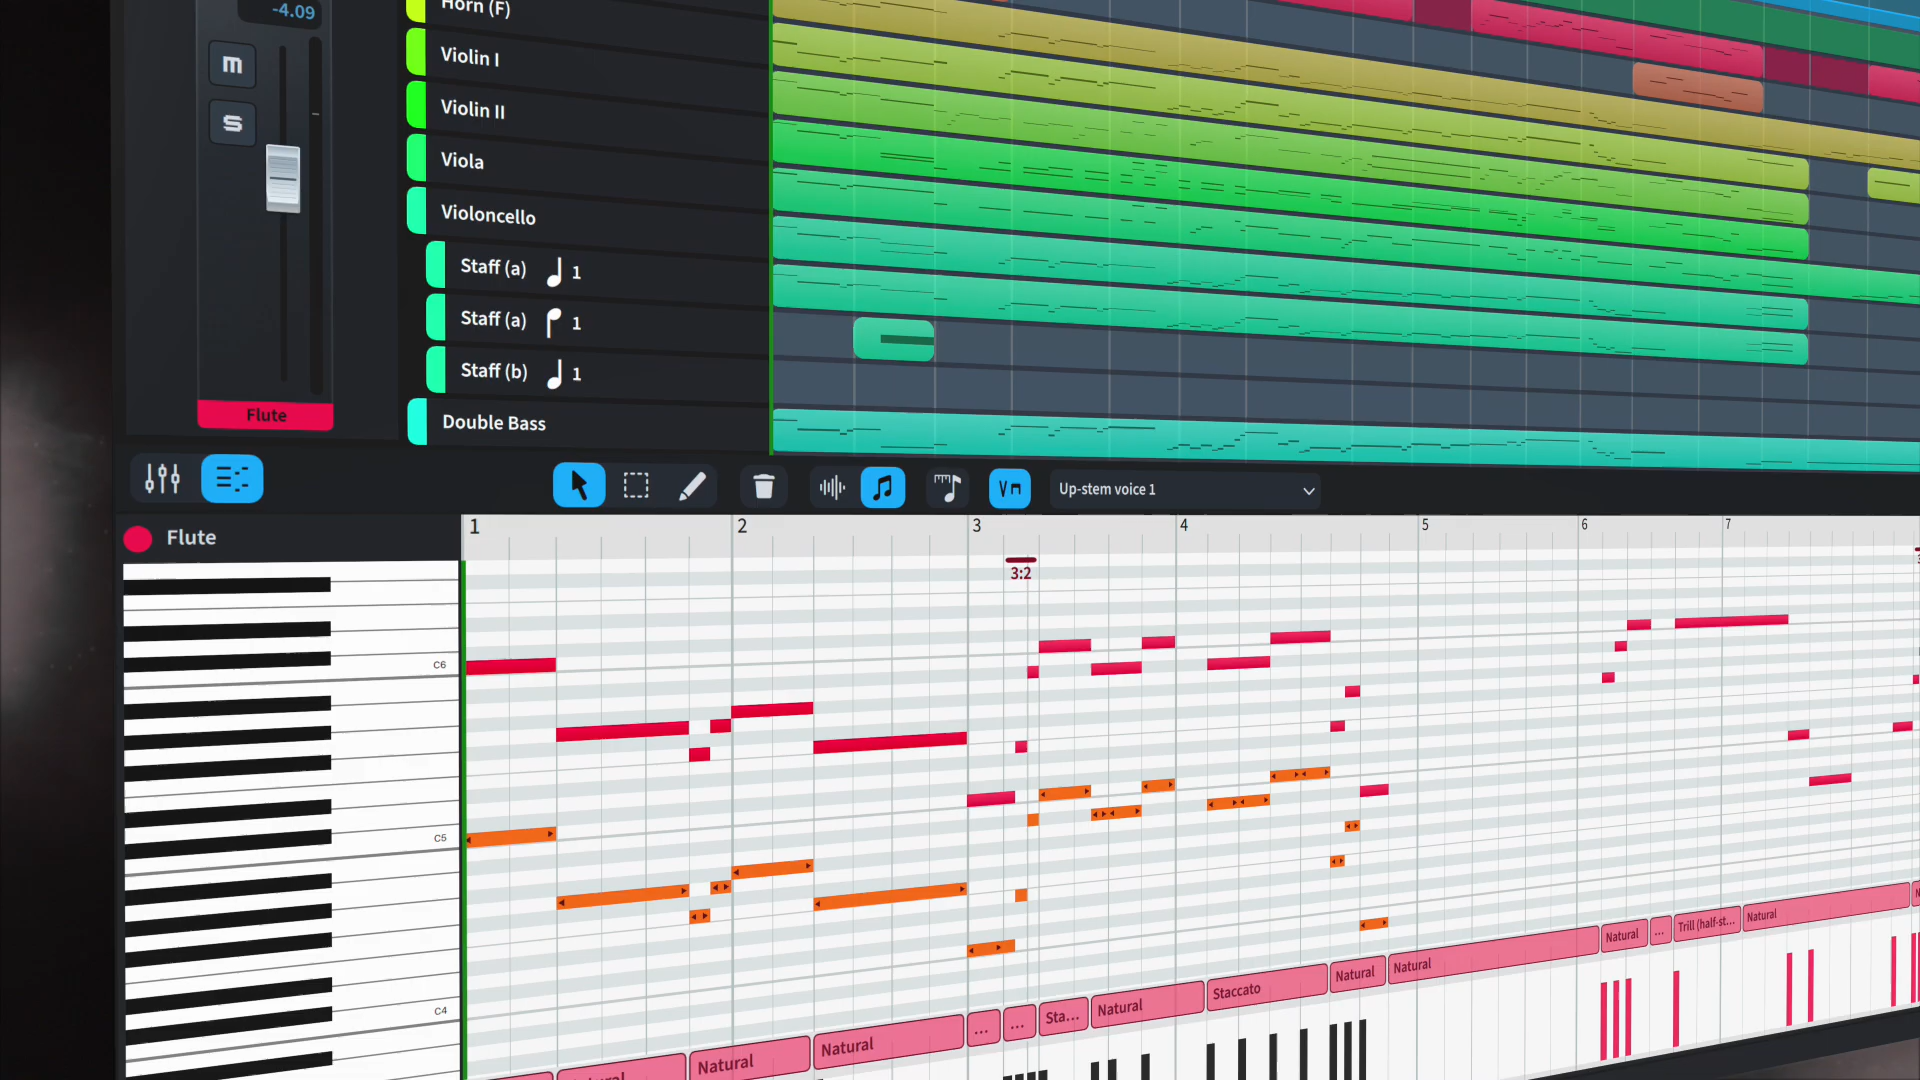 -4.09
Horn (F)
m
Violin I
Violin II
S
Viola
Violoncello
Staff (a) 1
Staff (a) 1
Staff (b) 1
Flute
Double Bass
Up-stem voice 1
Flute
1 2 3 4 5 6 7
3:2
C6
C5
C4
Natural
Natural
...
...
Sta...
Natural
Staccato
Natural
Natural
Natural
...
Trill (half-st...
Natural